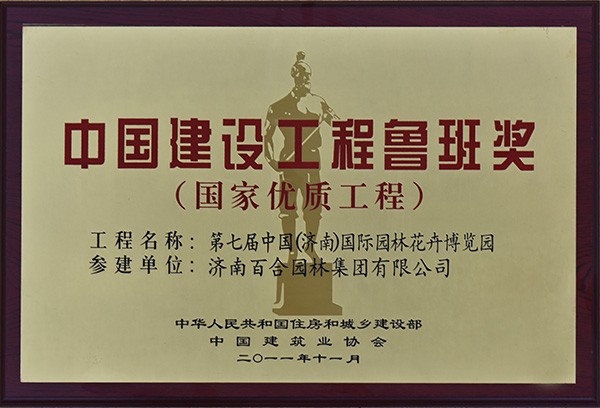 中国建设工程鲁班奖
（国家优质工程）
工程名称：第七届中国(济南)国际园林花卉博览园
参建单位：济南百合园林集团有限公司
中华人民共和国住房和城乡建设部
中国建筑业协会
二〇一一年十一月